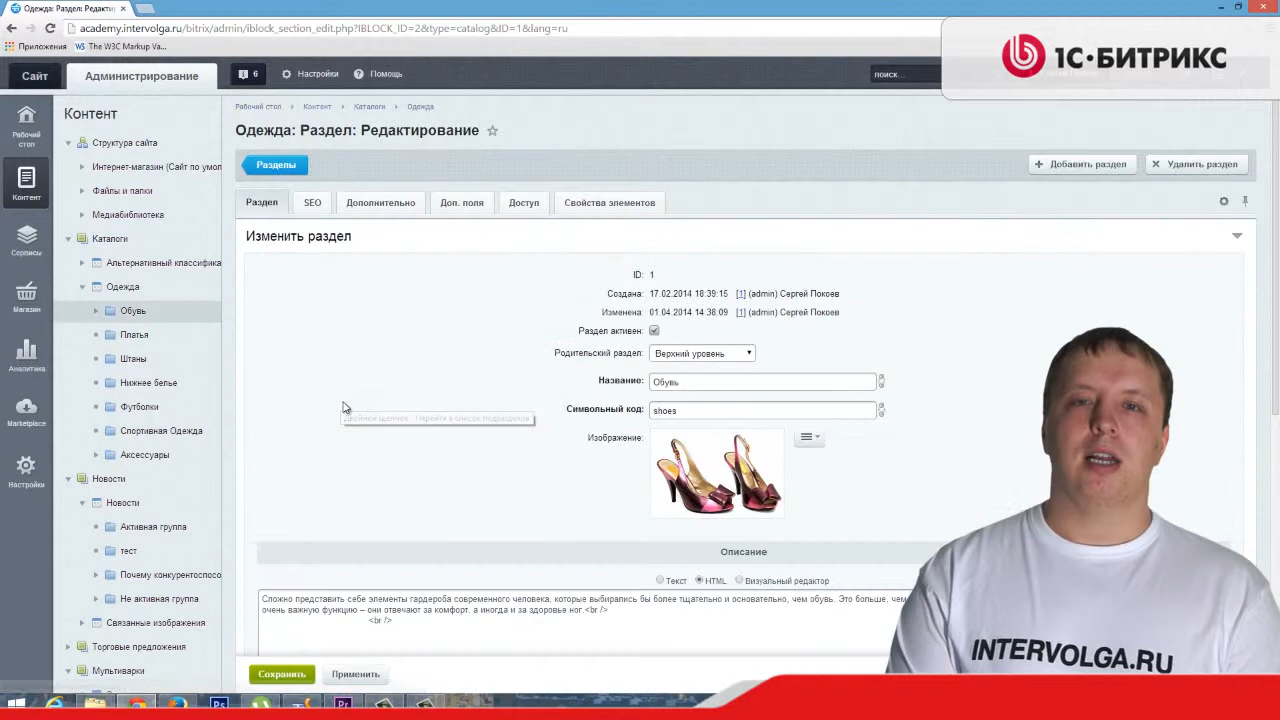 Одежда: Раздел: Редакти
academy.intervolga.ru/bitrix/admin/iblock_section_edit.php?IBLOCK_ID=2&type=catalog&ID=1&lang=ru
Приложения
The W3C Markup Va...
1С·БИТРИКС
Сайт
Администрирование
6
Настройки
Помощь
поиск...
Рабочий стол
Контент
Сервисы
Магазин
Аналитика
Marketplace
Настройки
Контент
Структура сайта
Интернет-магазин (Сайт по умол
Файлы и папки
Медиабиблиотека
Каталоги
Альтернативный классифика
Одежда
Обувь
Платья
Штаны
Нижнее белье
Футболки
Спортивная Одежда
Аксессуары
Новости
Новости
Активная группа
тест
Почему конкурентоспосо
Не активная группа
Связанные изображения
Торговые предложения
Мультиварки
Рабочий стол Контент Каталоги Одежда
Одежда: Раздел: Редактирование
Разделы
Добавить раздел
Удалить раздел
Раздел SEO Дополнительно Доп. поля Доступ Свойства элементов
Изменить раздел
ID: 1
Создана: 17.02.2014 18:39:15 [1] (admin) Сергей Покоев
Изменена: 01.04.2014 14:38:09 [1] (admin) Сергей Покоев
Раздел активен:
Родительский раздел: Верхний уровень
Название: Обувь
Символьный код: shoes
Двойной щелчок - Перейти в список подразделов
Изображение:
Описание
Текст HTML Визуальный редактор
Сложно представить себе элементы гардероба современного человека, которые выбирались бы более тщательно и основательно, чем обувь. Это больше, чем
очень важную функцию – они отвечают за комфорт, а иногда и за здоровье ног.<br />
<br />
Сохранить
Применить
INTERVOLGA.RU